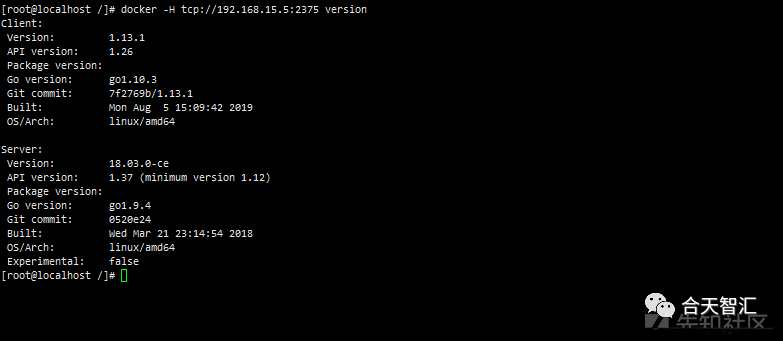 [root@localhost /]# docker -H tcp://192.168.15.5:2375 version
Client:
 Version:         1.13.1
 API version:     1.26
 Package version:
 Go version:      go1.10.3
 Git commit:      7f2769b/1.13.1
 Built:           Mon Aug  5 15:09:42 2019
 OS/Arch:         linux/amd64

Server:
 Version:         18.03.0-ce
 API version:     1.37 (minimum version 1.12)
 Package version:
 Go version:      go1.9.4
 Git commit:      0520e24
 Built:           Wed Mar 21 23:14:54 2018
 OS/Arch:         linux/amd64
 Experimental:    false
[root@localhost /]#
合天智汇
先知社区